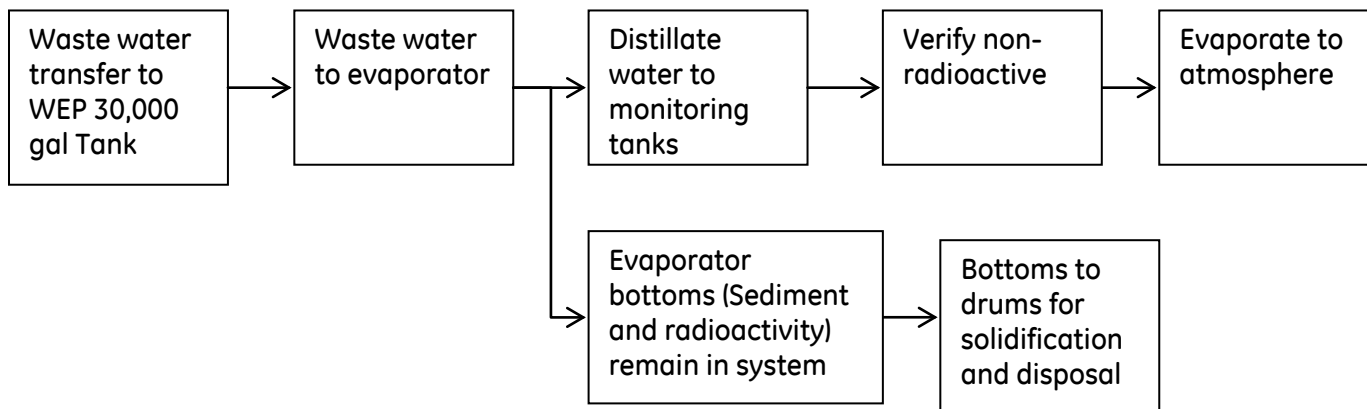 Waste water
transfer to
WEP 30,000
gal Tank
Waste water
to evaporator
Distillate
water to
monitoring
tanks
Verify non-
radioactive
Evaporate to
atmosphere
Evaporator
bottoms (Sediment
and radioactivity)
remain in system
Bottoms to
drums for
solidification
and disposal